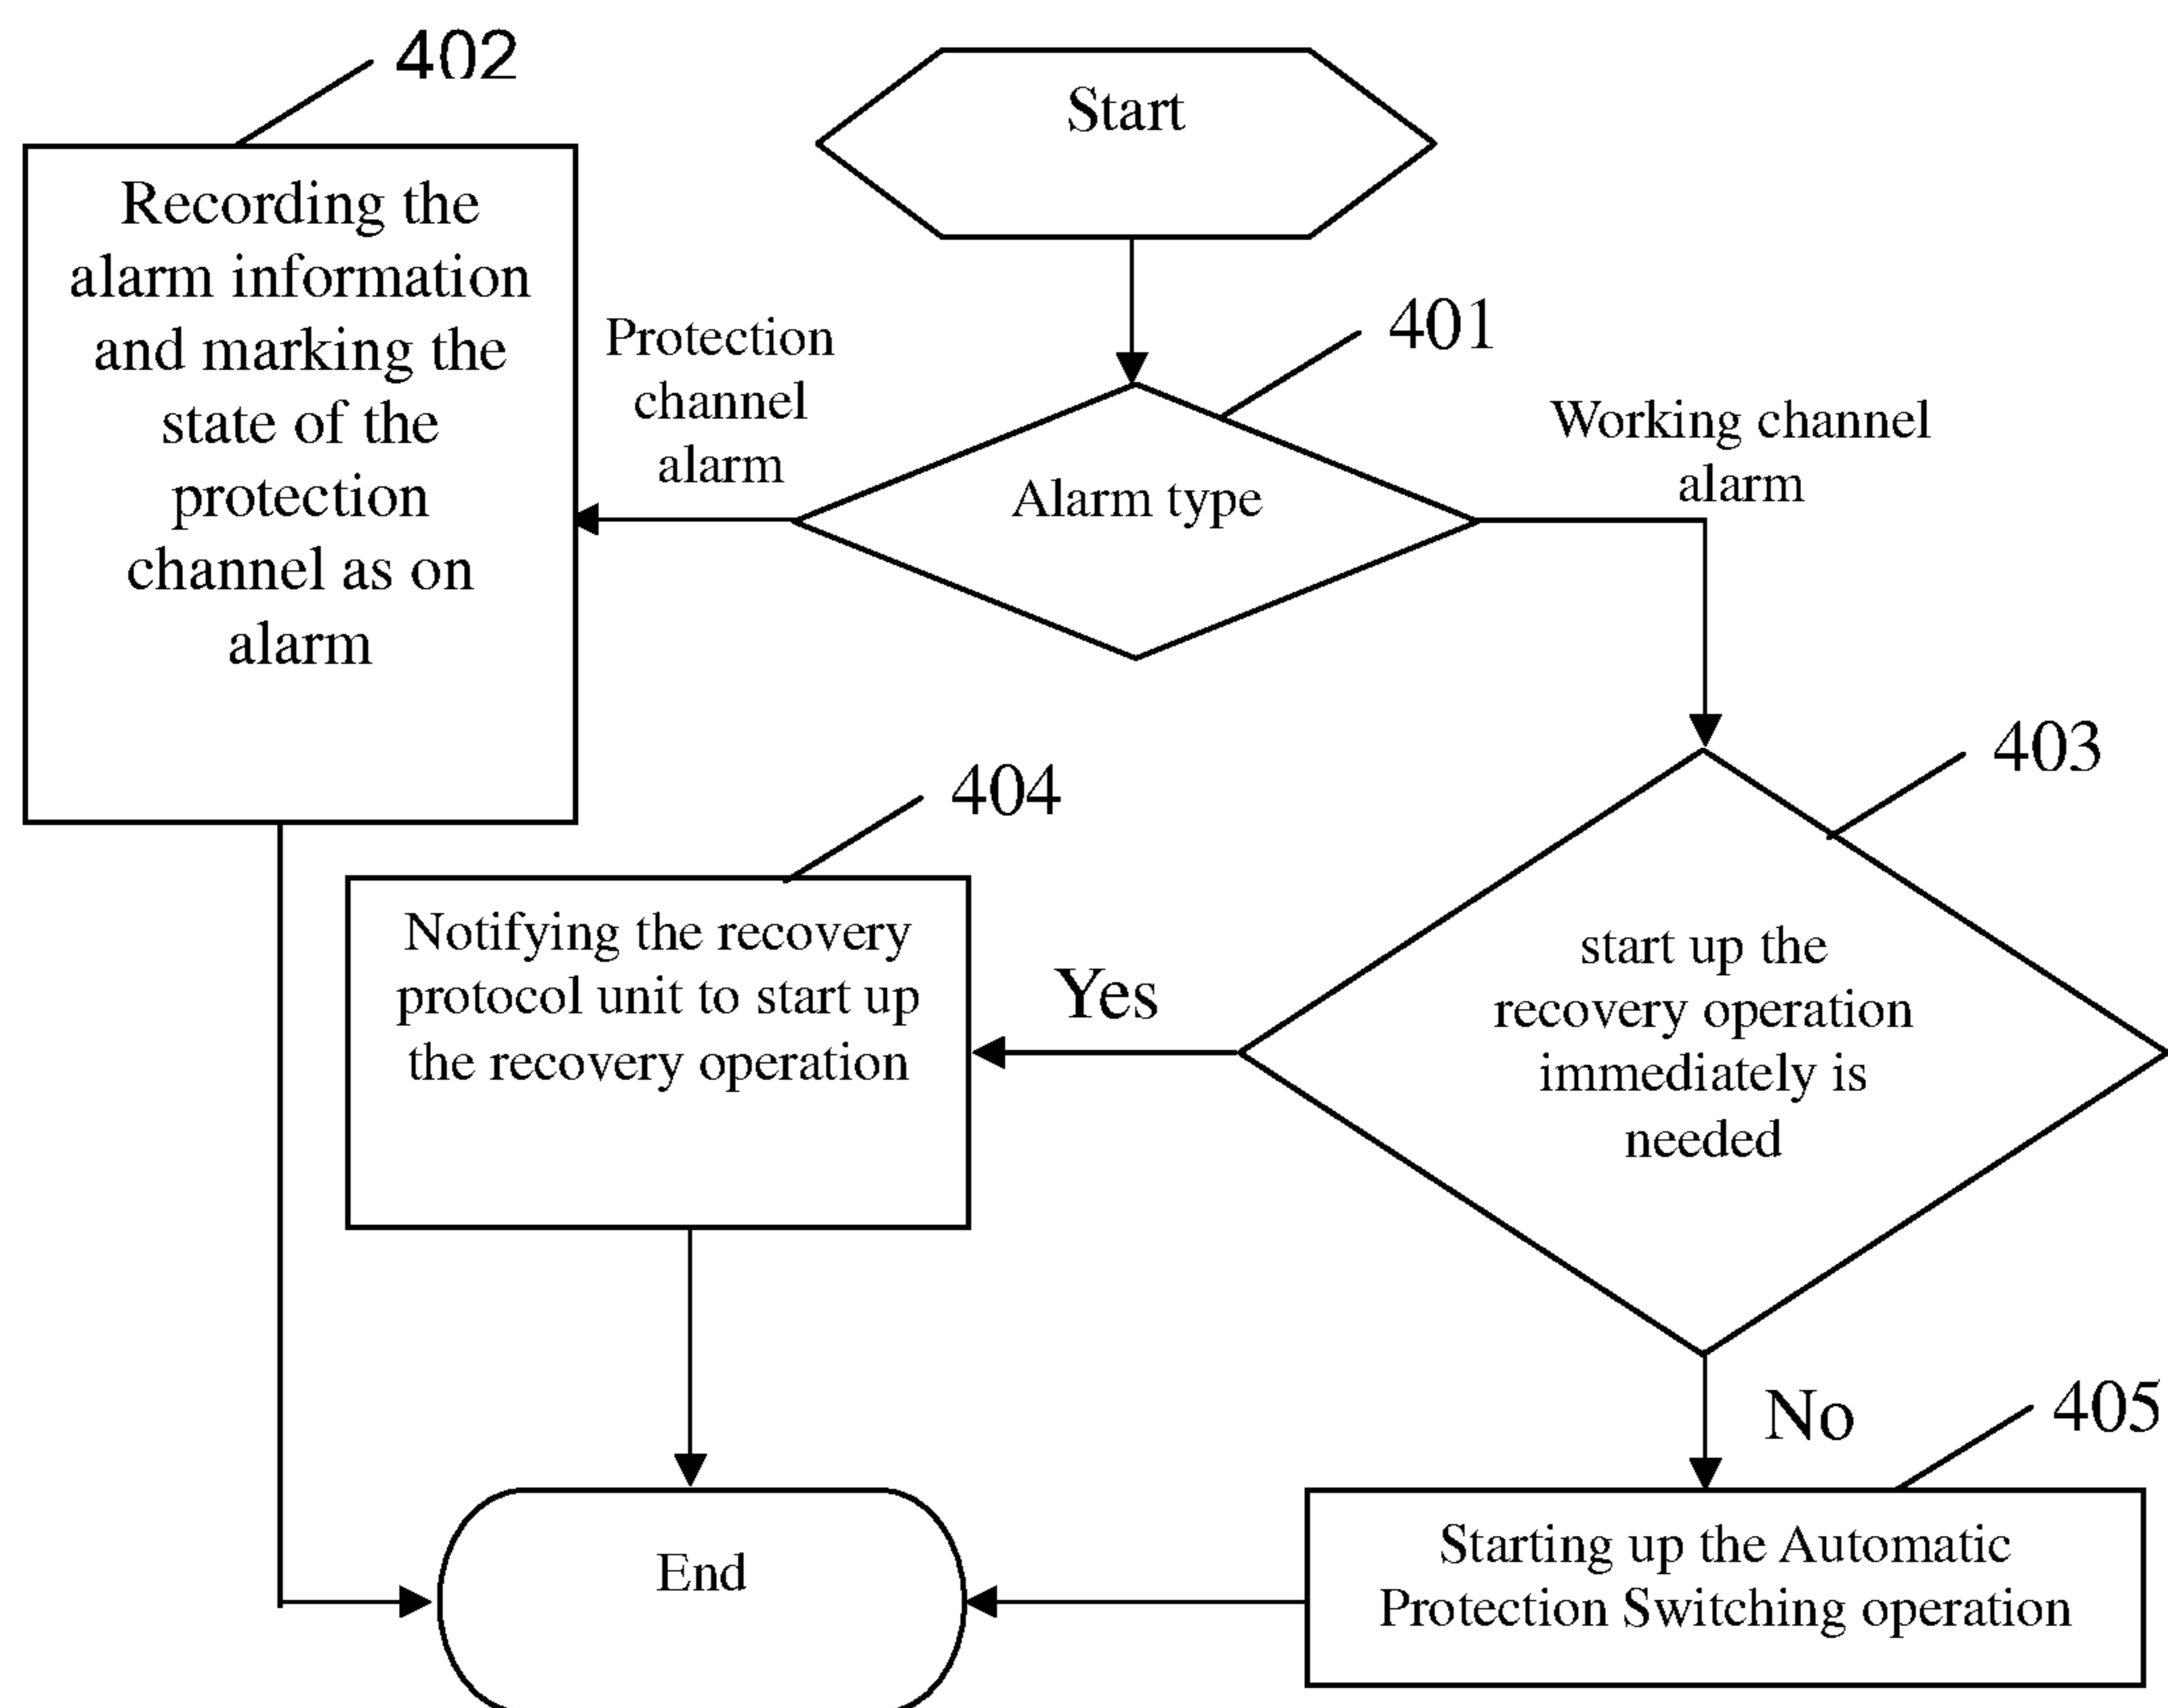 402
Start
Recording the
alarm information
and marking the
state of the
protection
channel as on
alarm
Protection
channel
alarm
401
Alarm type
Working channel
alarm
403
start up the
recovery operation
immediately is
needed
404
Notifying the recovery
protocol unit to start up
the recovery operation
Yes
No
405
Starting up the Automatic
Protection Switching operation
End